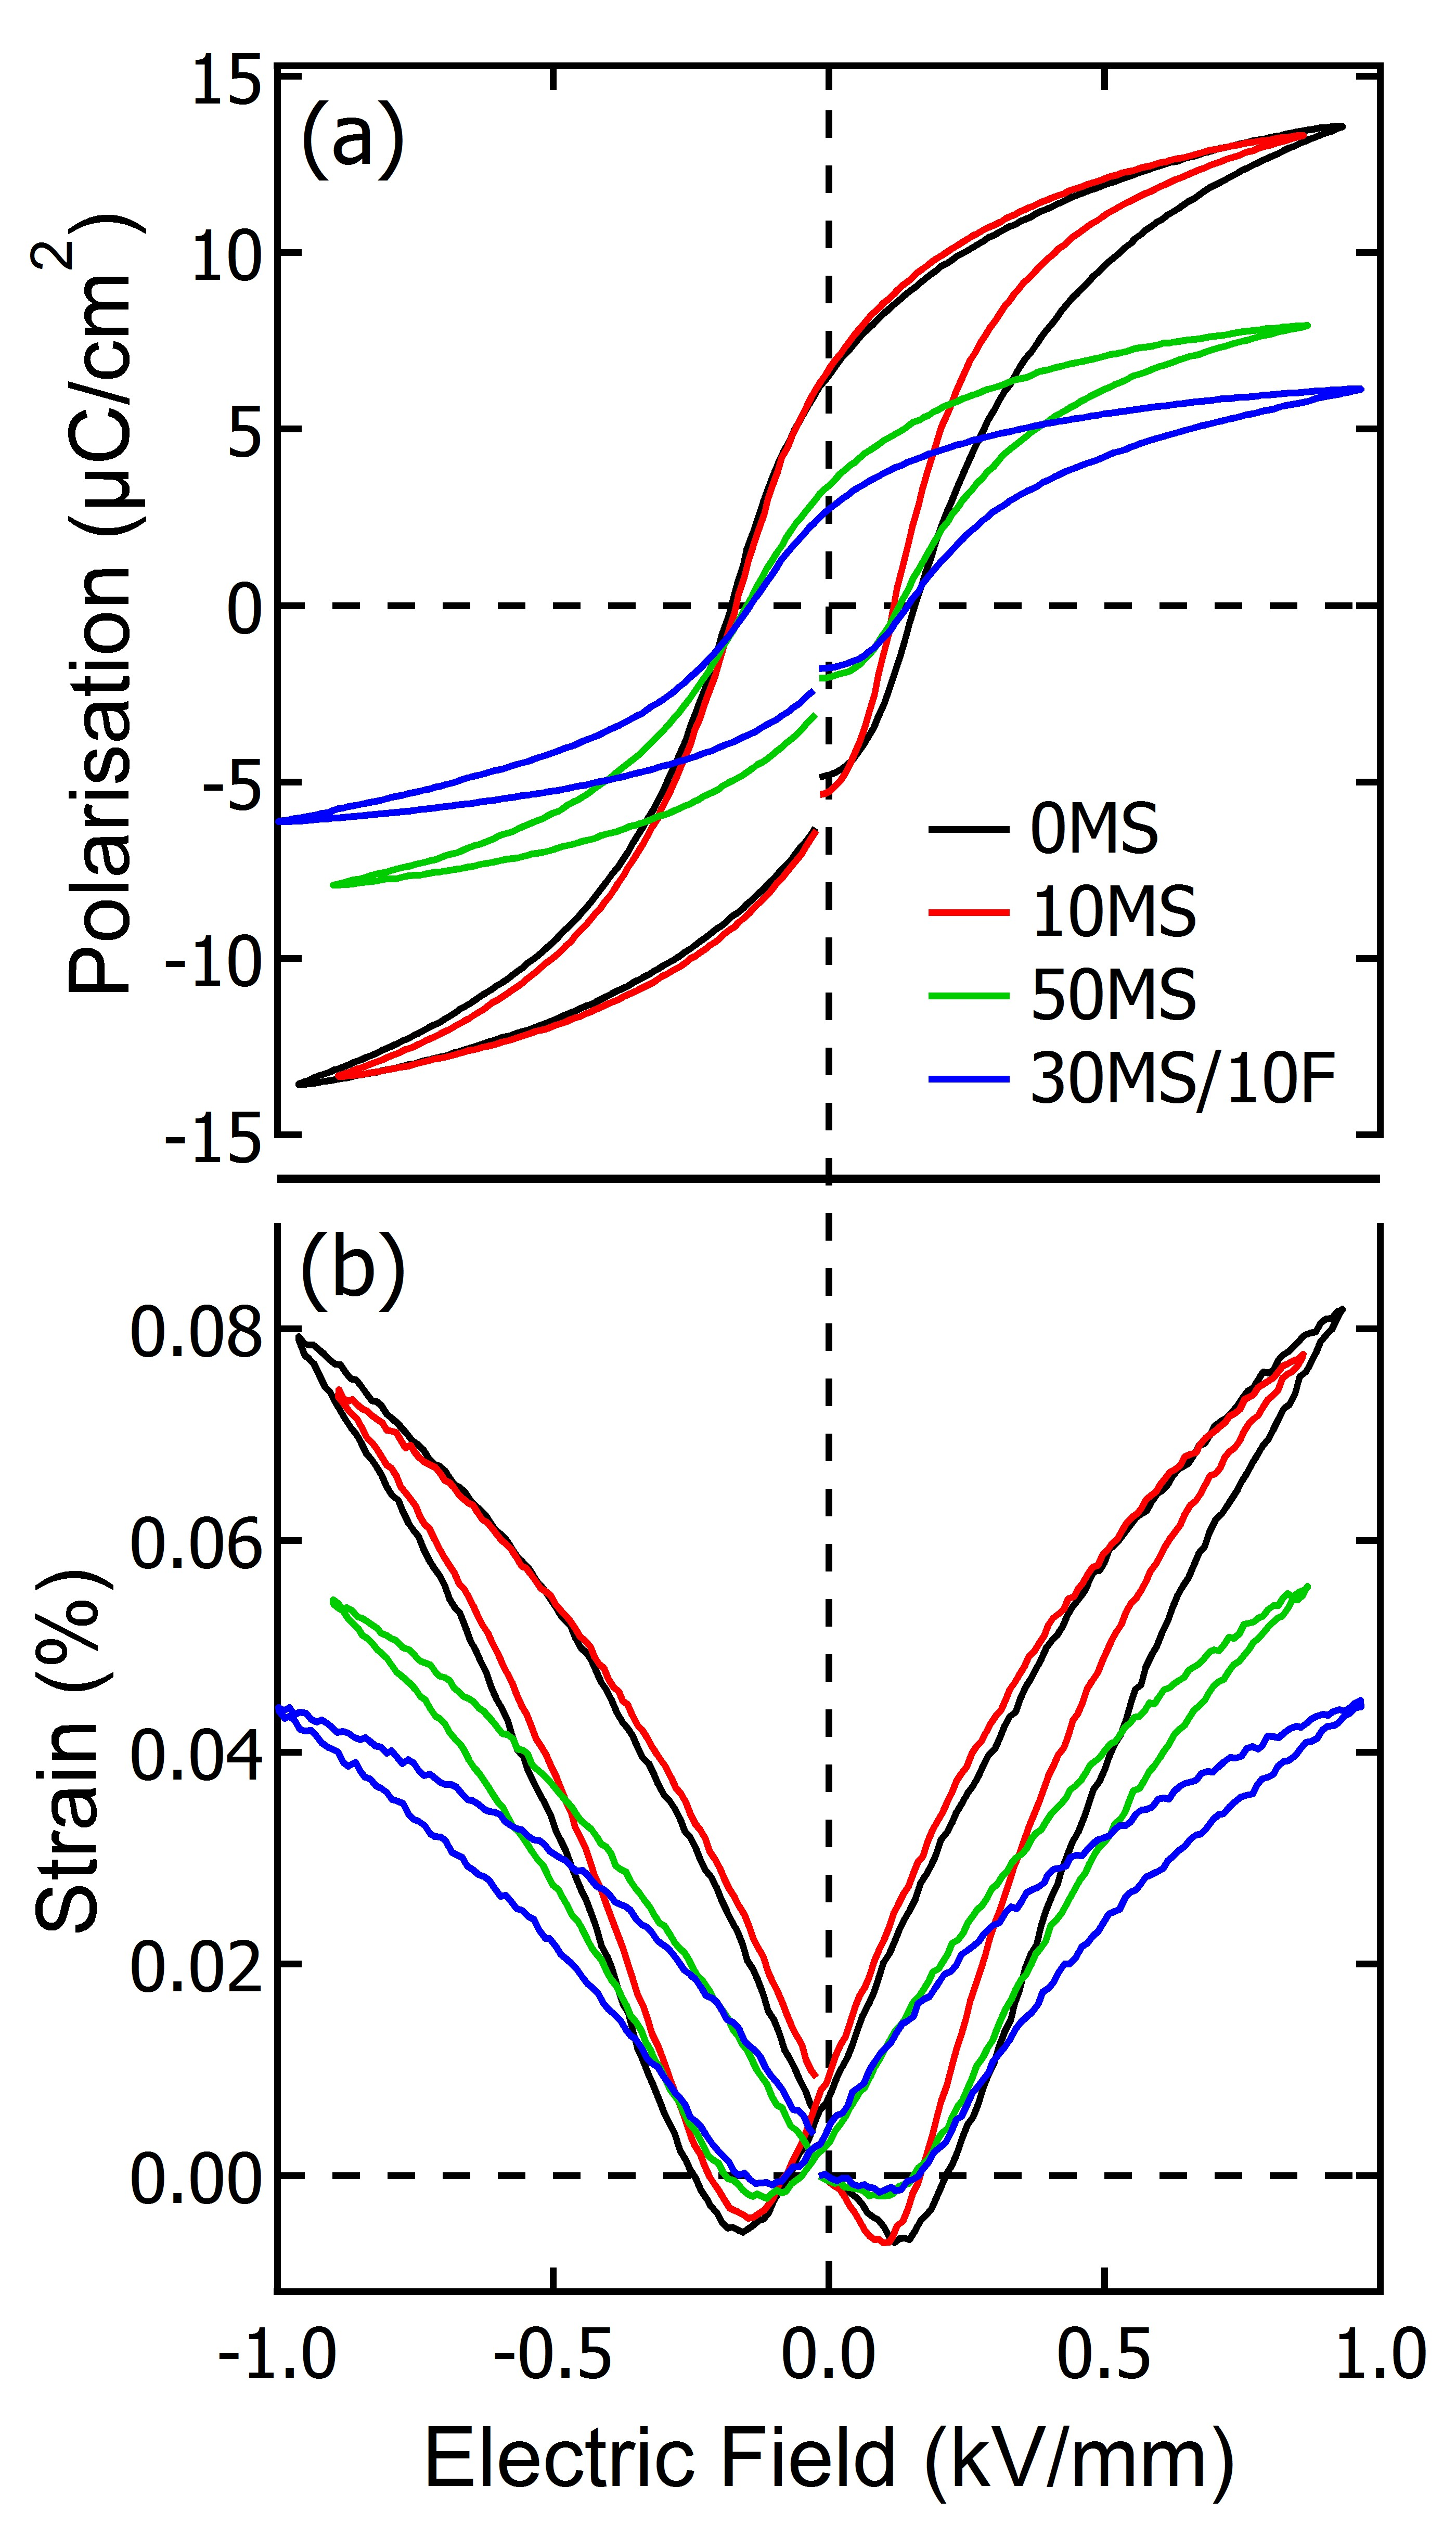 (a)
15
10
5
0
-5
-10
-15
Polarisation (µC/cm²)
0MS
10MS
50MS
30MS/10F
(b)
0.08
0.06
0.04
0.02
0.00
Strain (%)
-1.0 -0.5 0.0 0.5 1.0
Electric Field (kV/mm)